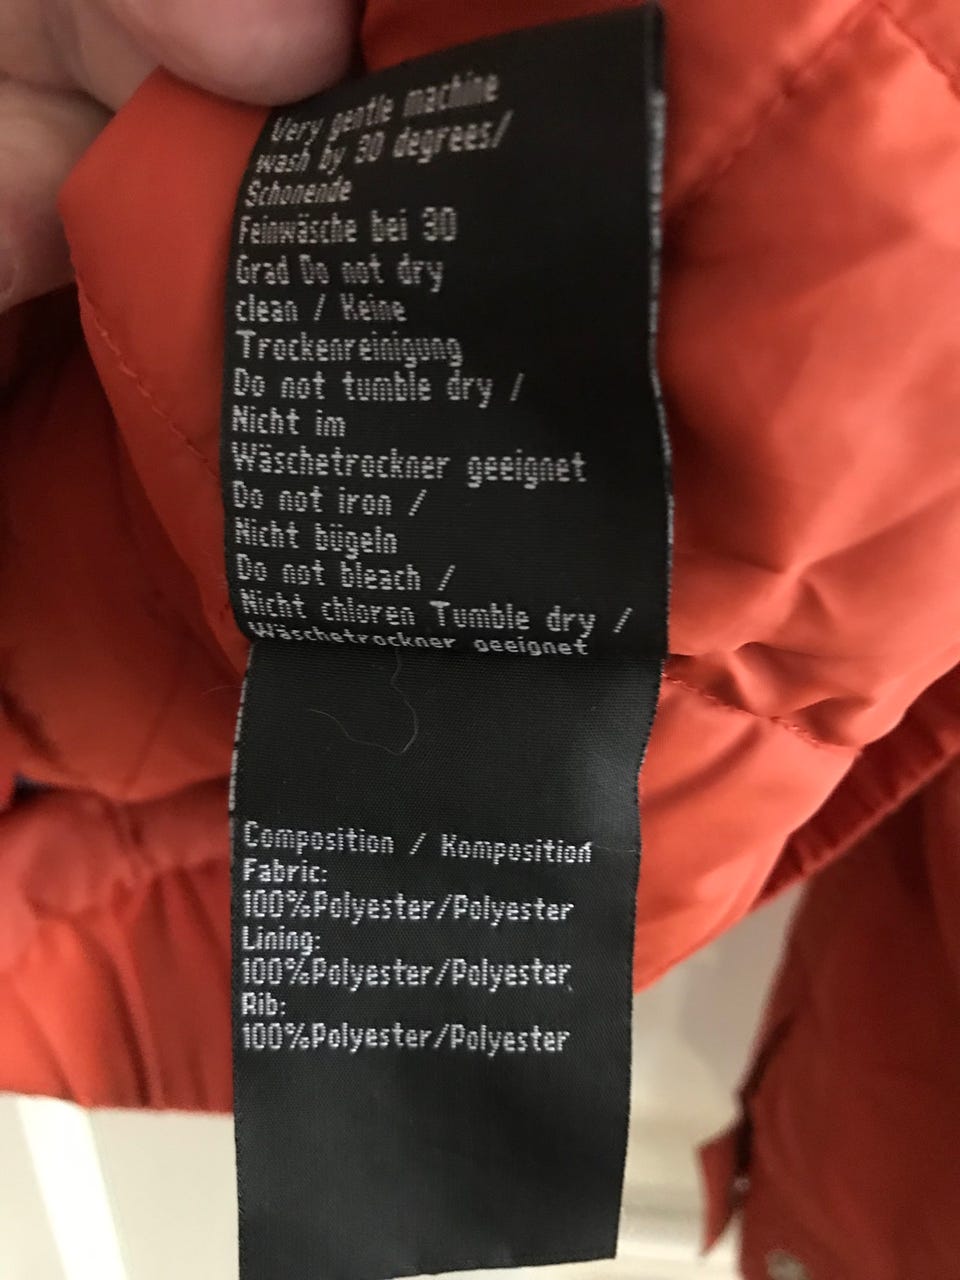 Very gentle machine
wash by 30 degrees/
Schonende
Feinwäsche bei 30
Grad Do not dry
clean / Keine
Trockenreinigung
Do not tumble dry /
Nicht im
Wäschetrockner geeignet
Do not iron /
Nicht bügeln
Do not bleach /
Nicht chloren Tumble dry /
Wäschetrockner geeignet
Composition / Komposition
Fabric:
100%Polyester/Polyester
Lining:
100%Polyester/Polyester
Rib:
100%Polyester/Polyester